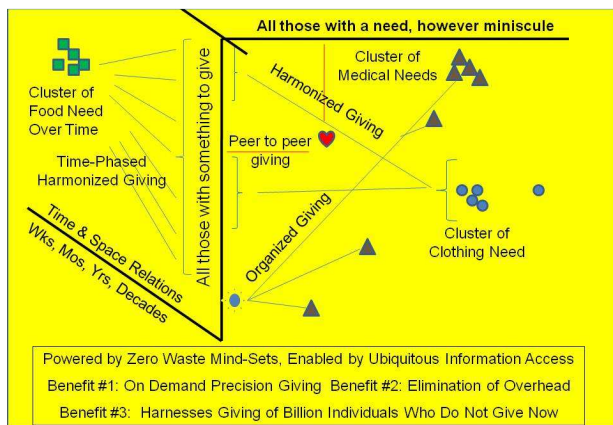 All those with a need, however miniscule
Cluster of
Medical Needs
Harmonized Giving
Cluster of
Food Need
Over Time
All those with something to give
Peer to peer
giving
Time-Phased
Harmonized Giving
Time & Space Relations
Wks, Mos, Yrs, Decades
Organized Giving
Cluster of
Clothing Need
Powered by Zero Waste Mind-Sets, Enabled by Ubiquitous Information Access
Benefit #1: On Demand Precision Giving Benefit #2: Elimination of Overhead
Benefit #3: Harnesses Giving of Billion Individuals Who Do Not Give Now